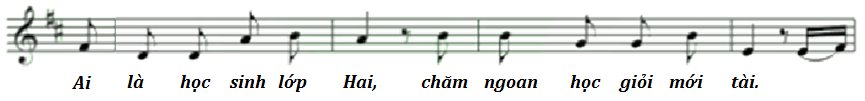 Ai là học sinh lớp Hai, chăm ngoan học giỏi mới tài.